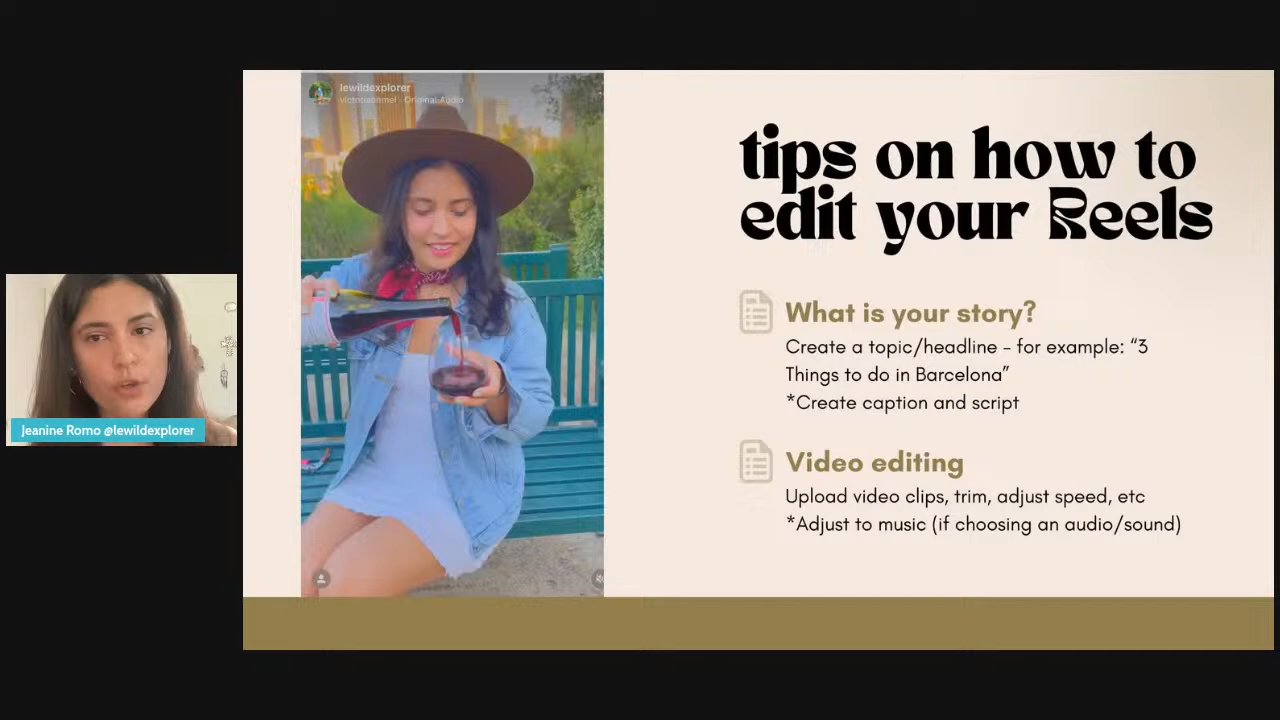 lewildexplorer
Original Audio
tips on how to
edit your Reels
What is your story?
Create a topic/headline – for example: “3
Things to do in Barcelona”
*Create caption and script
Video editing
Upload video clips, trim, adjust speed, etc
*Adjust to music (if choosing an audio/sound)
Jeanine Romo @lewildexplorer